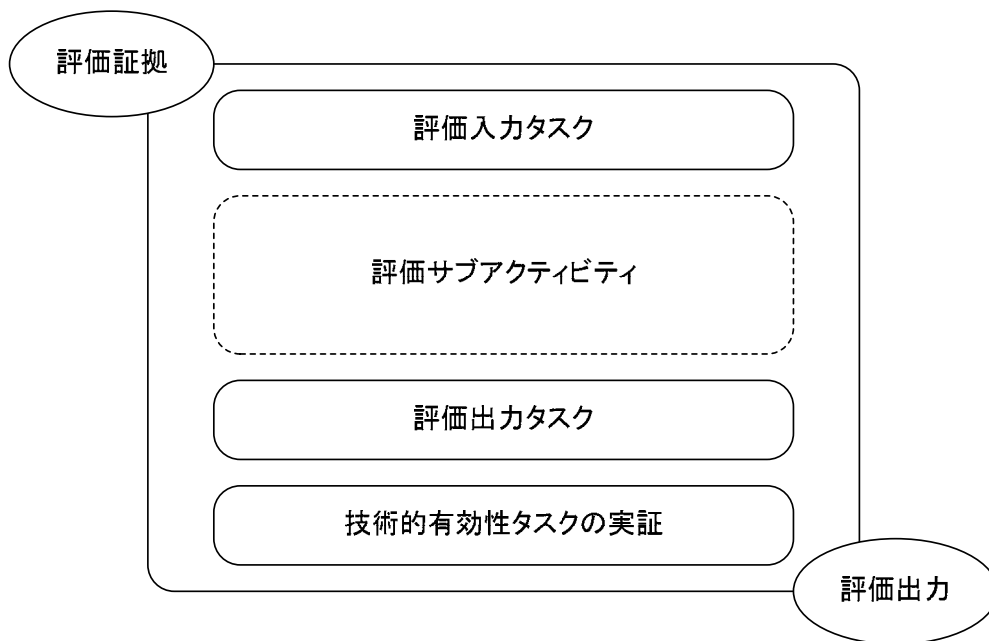 評価証拠
評価入力タスク
評価サブアクティビティ
評価出力タスク
技術的有効性タスクの実証
評価出力